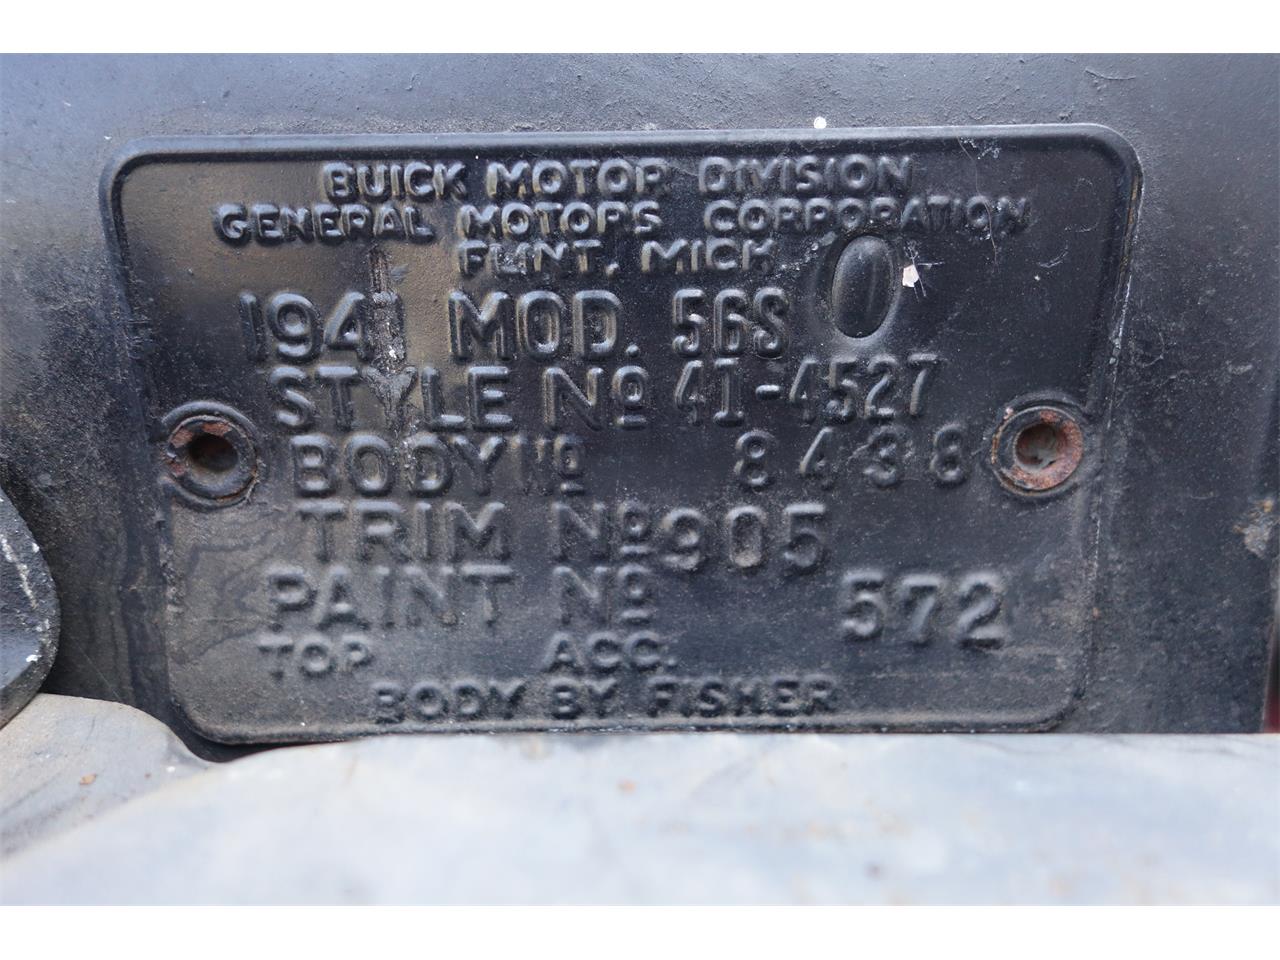 BUICK MOTOR DIVISION
GENERAL MOTORS CORPORATION
FLINT, MICH
1941 MOD. 56S
STYLE No 41-4527
BODY No 8438
TRIM No 905
PAINT No 572
TOP ACC.
BODY BY FISHER